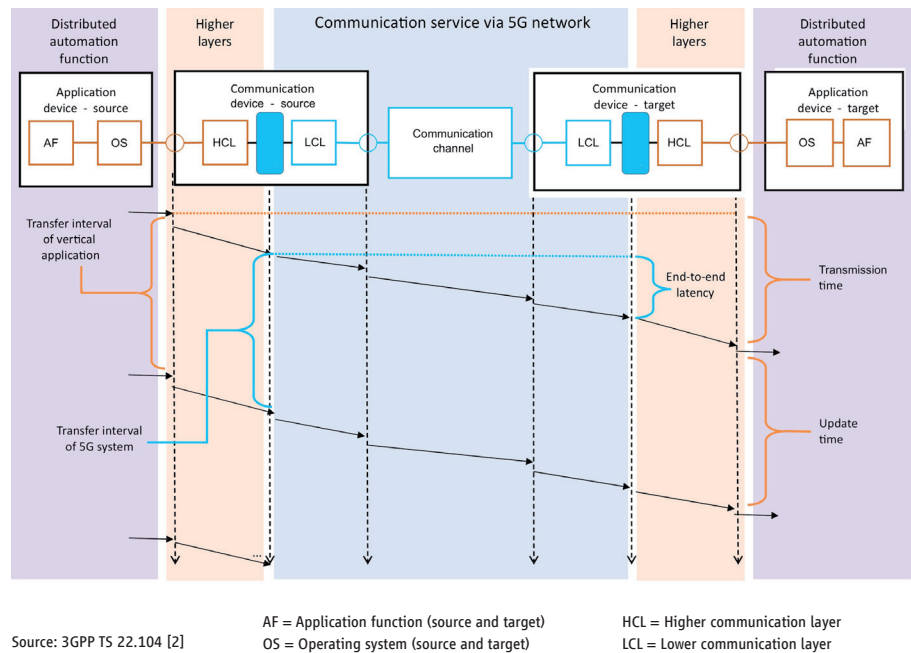 Distributed
automation
function
Higher
layers
Communication service via 5G network
Higher
layers
Distributed
automation
function
Application
device - source
AF
OS
Communication
device - source
HCL
LCL
Communication
channel
Communication
device - target
LCL
HCL
Application
device - target
OS
AF
Transfer interval
of vertical
application
End-to-end
latency
Transmission
time
Transfer interval
of 5G system
Update
time
...
Source: 3GPP TS 22.104 [2]
AF = Application function (source and target)
OS = Operating system (source and target)
HCL = Higher communication layer
LCL = Lower communication layer